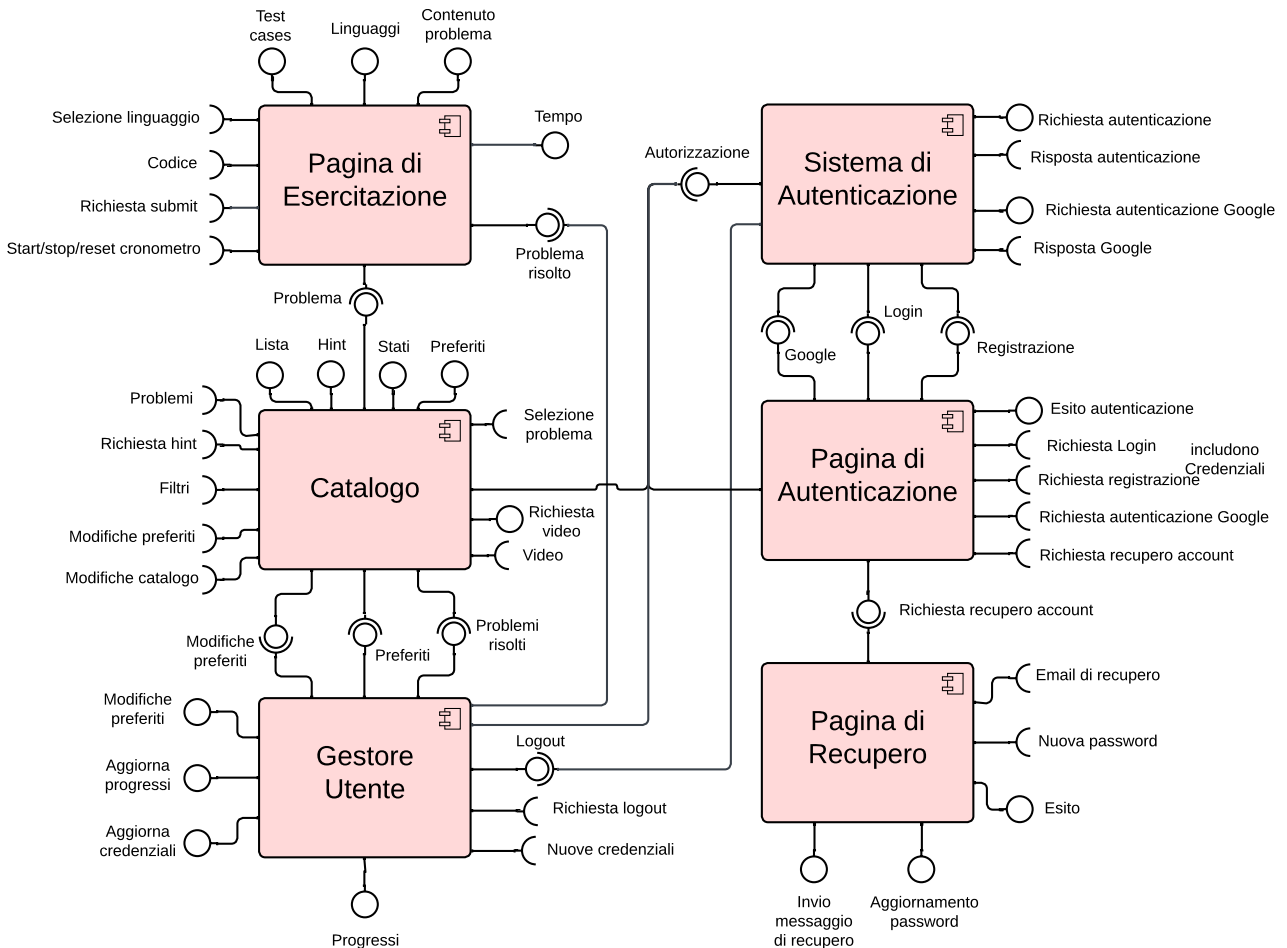 Test
cases
Linguaggi
Contenuto
problema
Selezione linguaggio
Codice
Richiesta submit
Start/stop/reset cronometro
Pagina di
Esercitazione
Tempo
Problema
risolto
Problema
Lista
Hint
Stati
Preferiti
Problemi
Richiesta hint
Filtri
Modifiche preferiti
Modifiche catalogo
Catalogo
Selezione
problema
Richiesta
video
Video
Modifiche
preferiti
Preferiti
Problemi
risolti
Modifiche
preferiti
Aggiorna
progressi
Aggiorna
credenziali
Gestore
Utente
Logout
Richiesta logout
Nuove credenziali
Progressi
Autorizzazione
Sistema di
Autenticazione
Richiesta autenticazione
Risposta autenticazione
Richiesta autenticazione Google
Risposta Google
Google
Login
Registrazione
Pagina di
Autenticazione
Esito autenticazione
Richiesta Login
includono
Credenziali
Richiesta registrazione
Richiesta autenticazione Google
Richiesta recupero account
Richiesta recupero account
Pagina di
Recupero
Email di recupero
Nuova password
Esito
Invio
messaggio
di recupero
Aggiornamento
password